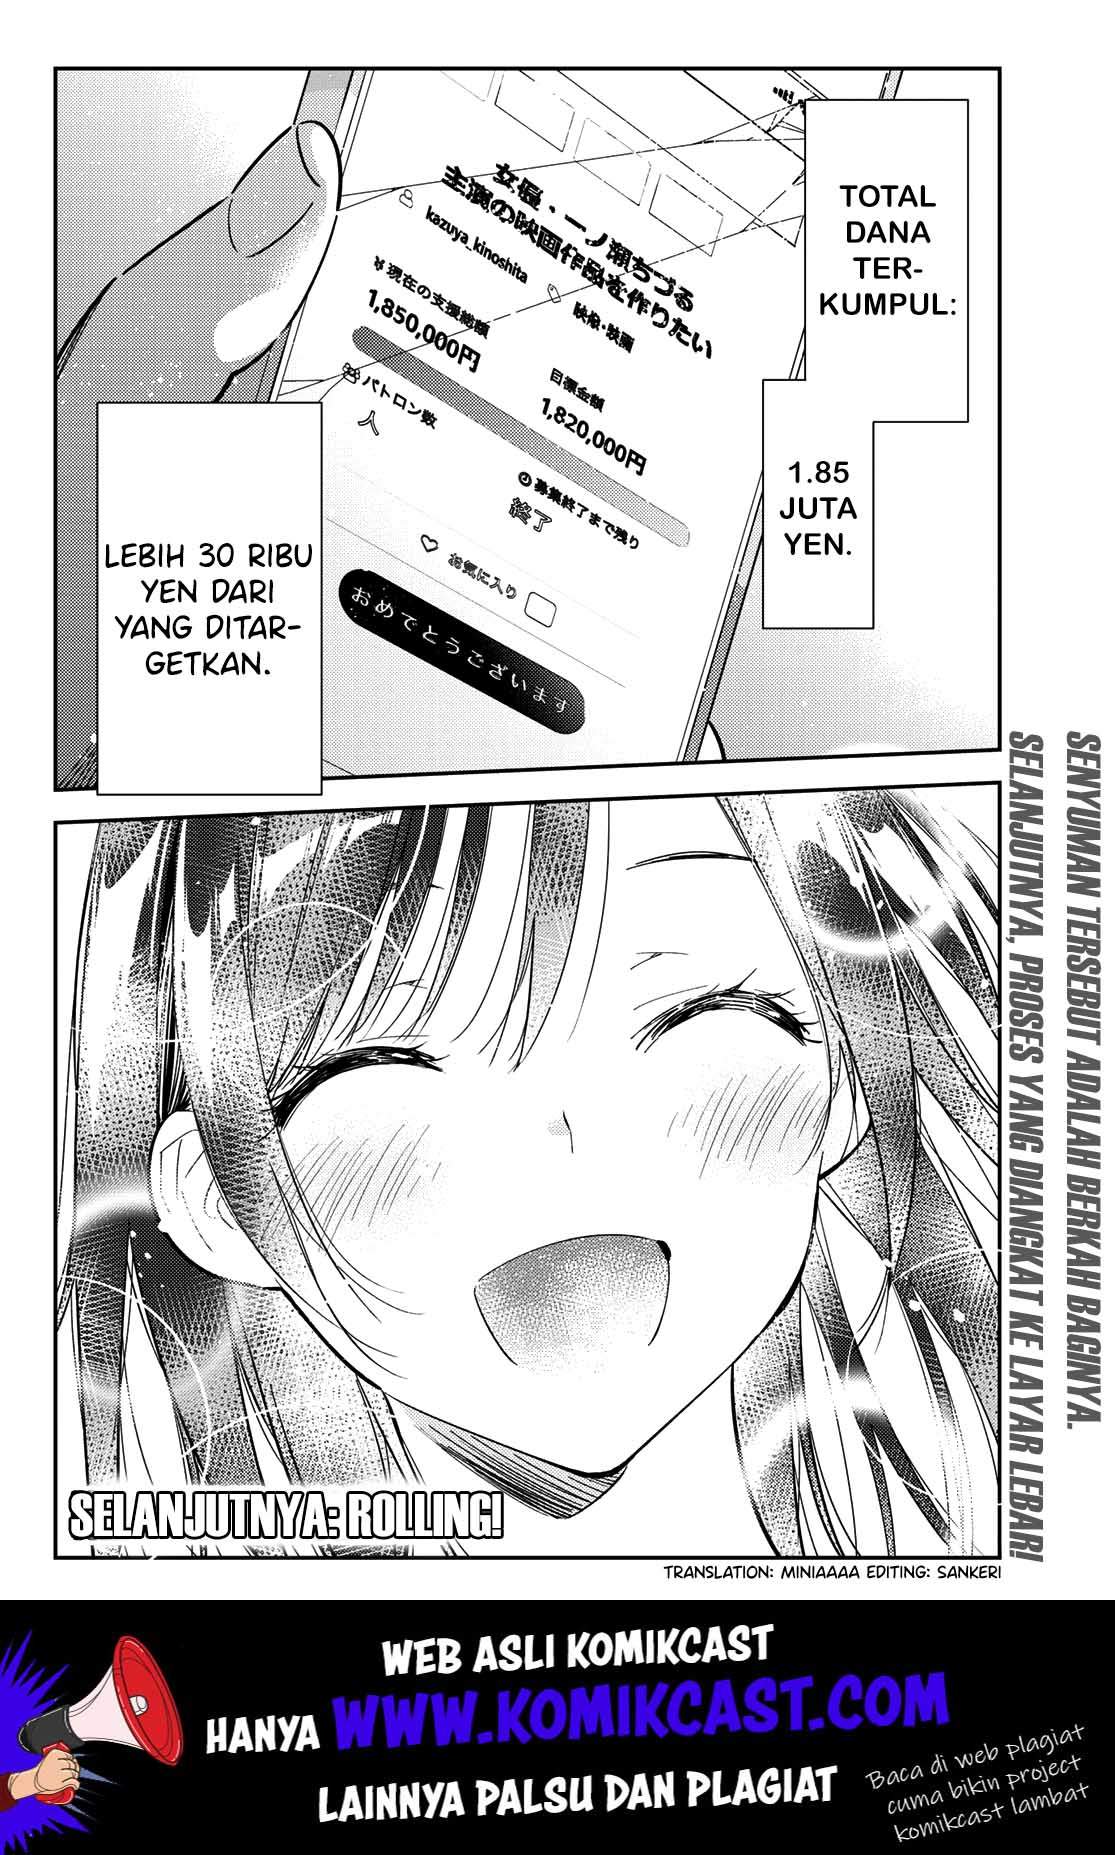 TOTAL
DANA
TER-
KUMPUL:
1.85
JUTA
YEN.
女優・一ノ瀬ちづる
主演の映画作品を作りたい
kazuya_kinoshita
映像・映画
¥現在の支援総額
1,850,000円
目標金額
1,820,000円
パトロン数
人
募集終了まで残り
終了
お気に入り
おめでとうございます
LEBIH 30 RIBU
YEN DARI
YANG DITAR-
GETKAN.
SENYUMAN TERSEBUT ADALAH BERKAH BAGINYA.
SELANJUTNYA, PROSES YANG DIANGKAT KE LAYAR LEBAR!
SELANJUTNYA: ROLLING!
TRANSLATION: MINIAAAA EDITING: SANKERI
WEB ASLI KOMIKCAST
HANYA WWW.KOMIKCAST.COM
LAINNYA PALSU DAN PLAGIAT
Baca di web plagiat
cuma bikin project
komikcast lambat